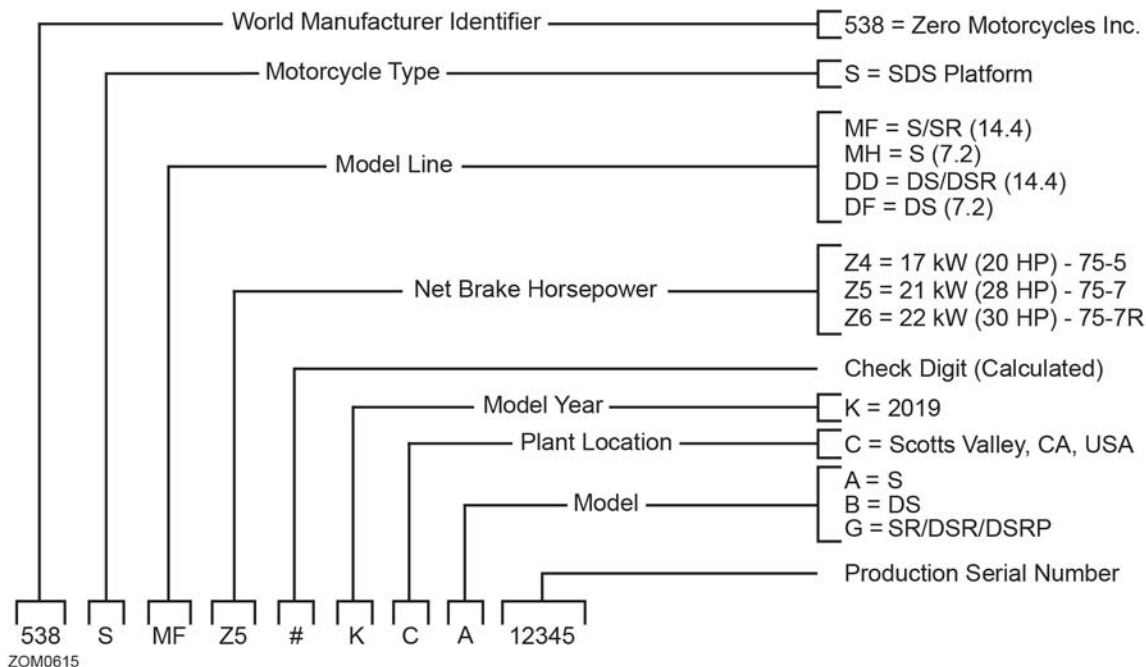 World Manufacturer Identifier
538 = Zero Motorcycles Inc.
Motorcycle Type
S = SDS Platform
Model Line
MF = S/SR (14.4)
MH = S (7.2)
DD = DS/DSR (14.4)
DF = DS (7.2)
Net Brake Horsepower
Z4 = 17 kW (20 HP) - 75-5
Z5 = 21 kW (28 HP) - 75-7
Z6 = 22 kW (30 HP) - 75-7R
Check Digit (Calculated)
Model Year
K = 2019
Plant Location
C = Scotts Valley, CA, USA
Model
A = S
B = DS
G = SR/DSR/DSRP
Production Serial Number
538 S MF Z5 # K C A 12345
ZOM0615